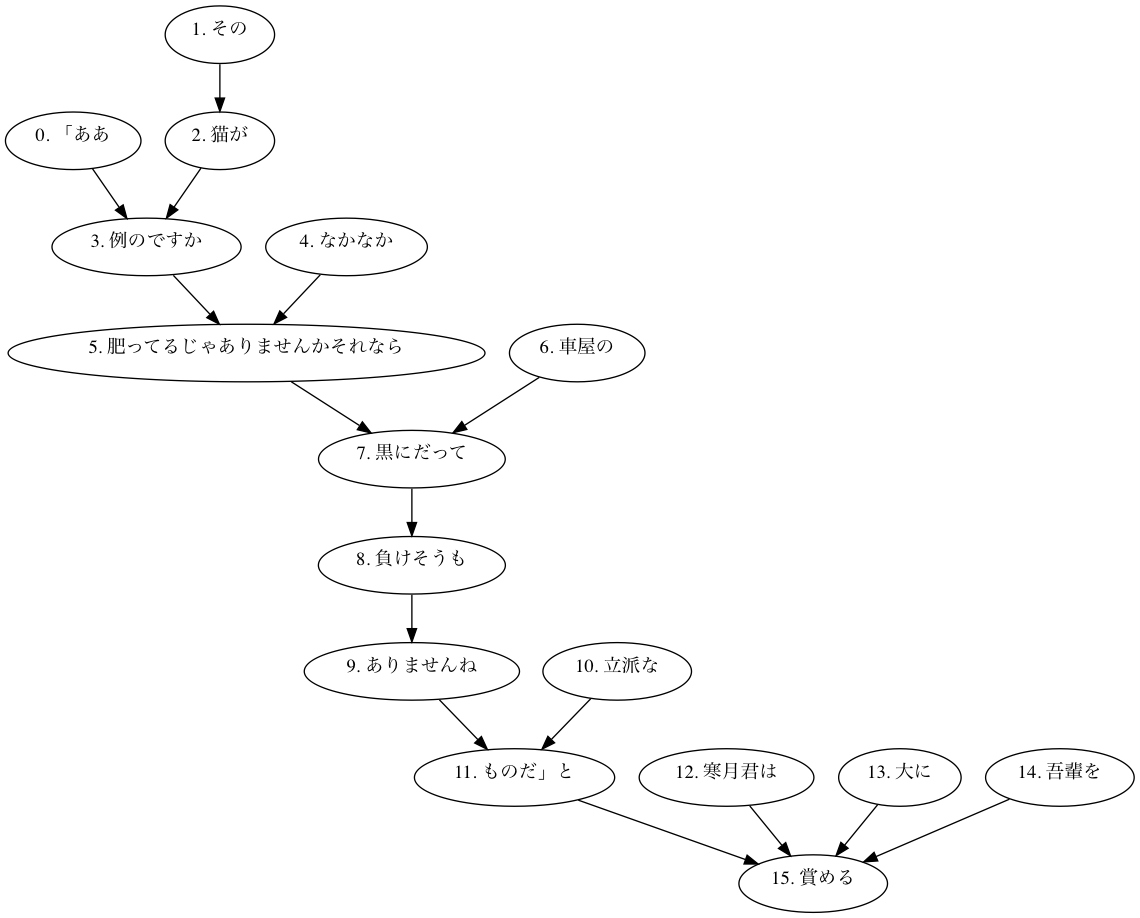 1. その
0. 「ああ
2. 猫が
3. 例のですか
4. なかなか
5. 肥ってるじゃありませんかそれなら
6. 車屋の
7. 黒にだって
8. 負けそうも
9. ありませんね
10. 立派な
11. ものだ」と
12. 寒月君は
13. 大に
14. 吾輩を
15. 賞める